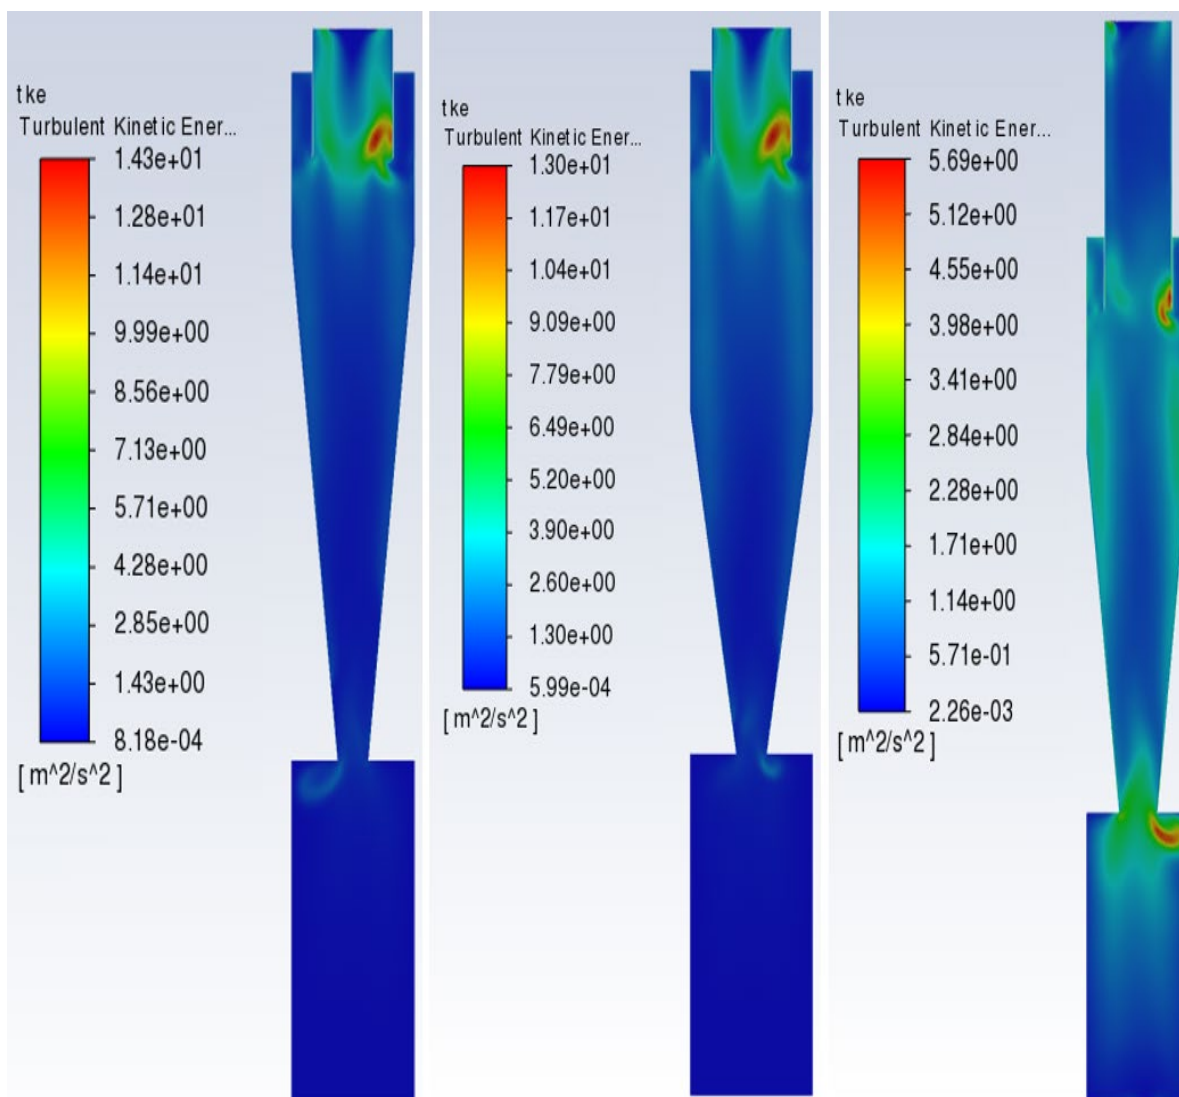 tke
Turbulent Kinetic Ener...
1.43e+01
1.28e+01
1.14e+01
9.99e+00
8.56e+00
7.13e+00
5.71e+00
4.28e+00
2.85e+00
1.43e+00
8.18e-04
[ m^2/s^2 ]
tke
Turbulent Kinetic Ener...
1.30e+01
1.17e+01
1.04e+01
9.09e+00
7.79e+00
6.49e+00
5.20e+00
3.90e+00
2.60e+00
1.30e+00
5.99e-04
[ m^2/s^2 ]
tke
Turbulent Kinetic Ener...
5.69e+00
5.12e+00
4.55e+00
3.98e+00
3.41e+00
2.84e+00
2.28e+00
1.71e+00
1.14e+00
5.71e-01
2.26e-03
[ m^2/s^2 ]